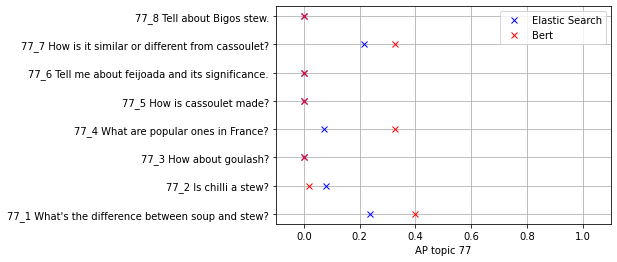 77_8 Tell about Bigos stew.
77_7 How is it similar or different from cassoulet?
77_6 Tell me about feijoada and its significance.
77_5 How is cassoulet made?
77_4 What are popular ones in France?
77_3 How about goulash?
77_2 Is chilli a stew?
77_1 What's the difference between soup and stew?
Elastic Search
Bert
0.0 0.2 0.4 0.6 0.8 1.0
AP topic 77